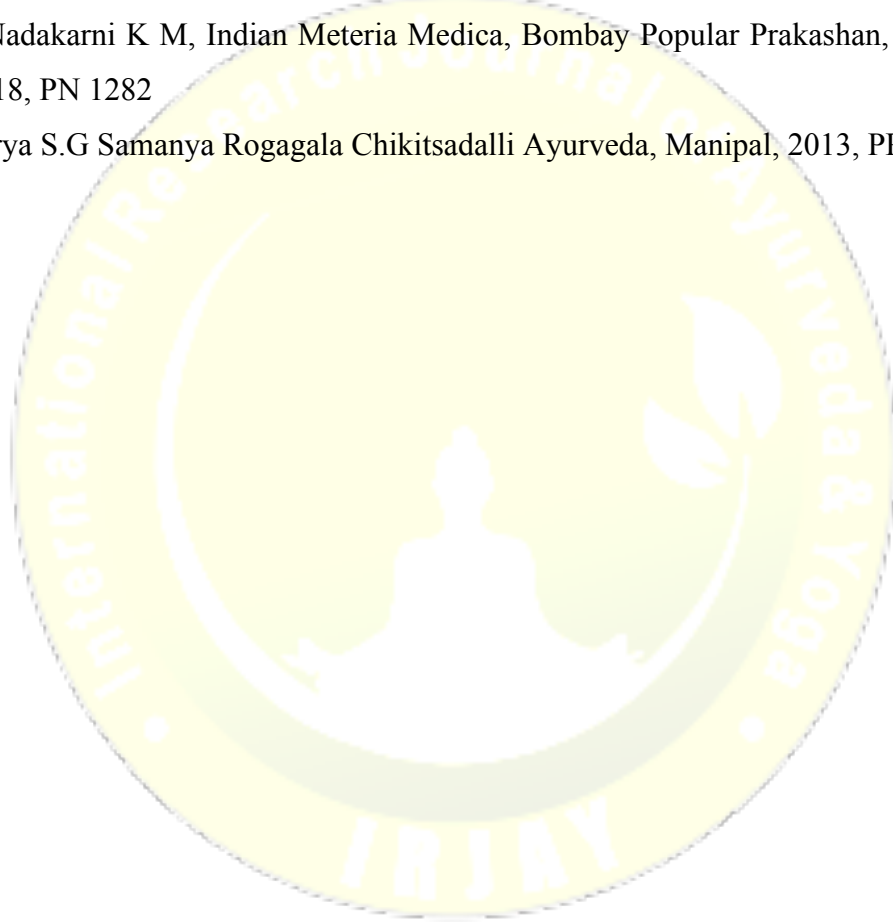 Nadakarni K M, Indian Meteria Medica, Bombay Popular Prakashan,
18, PN 1282
rya S.G Samanya Rogagala Chikitsadalli Ayurveda, Manipal, 2013,
International Research Journal of Ayurveda & Yoga
IRJAY